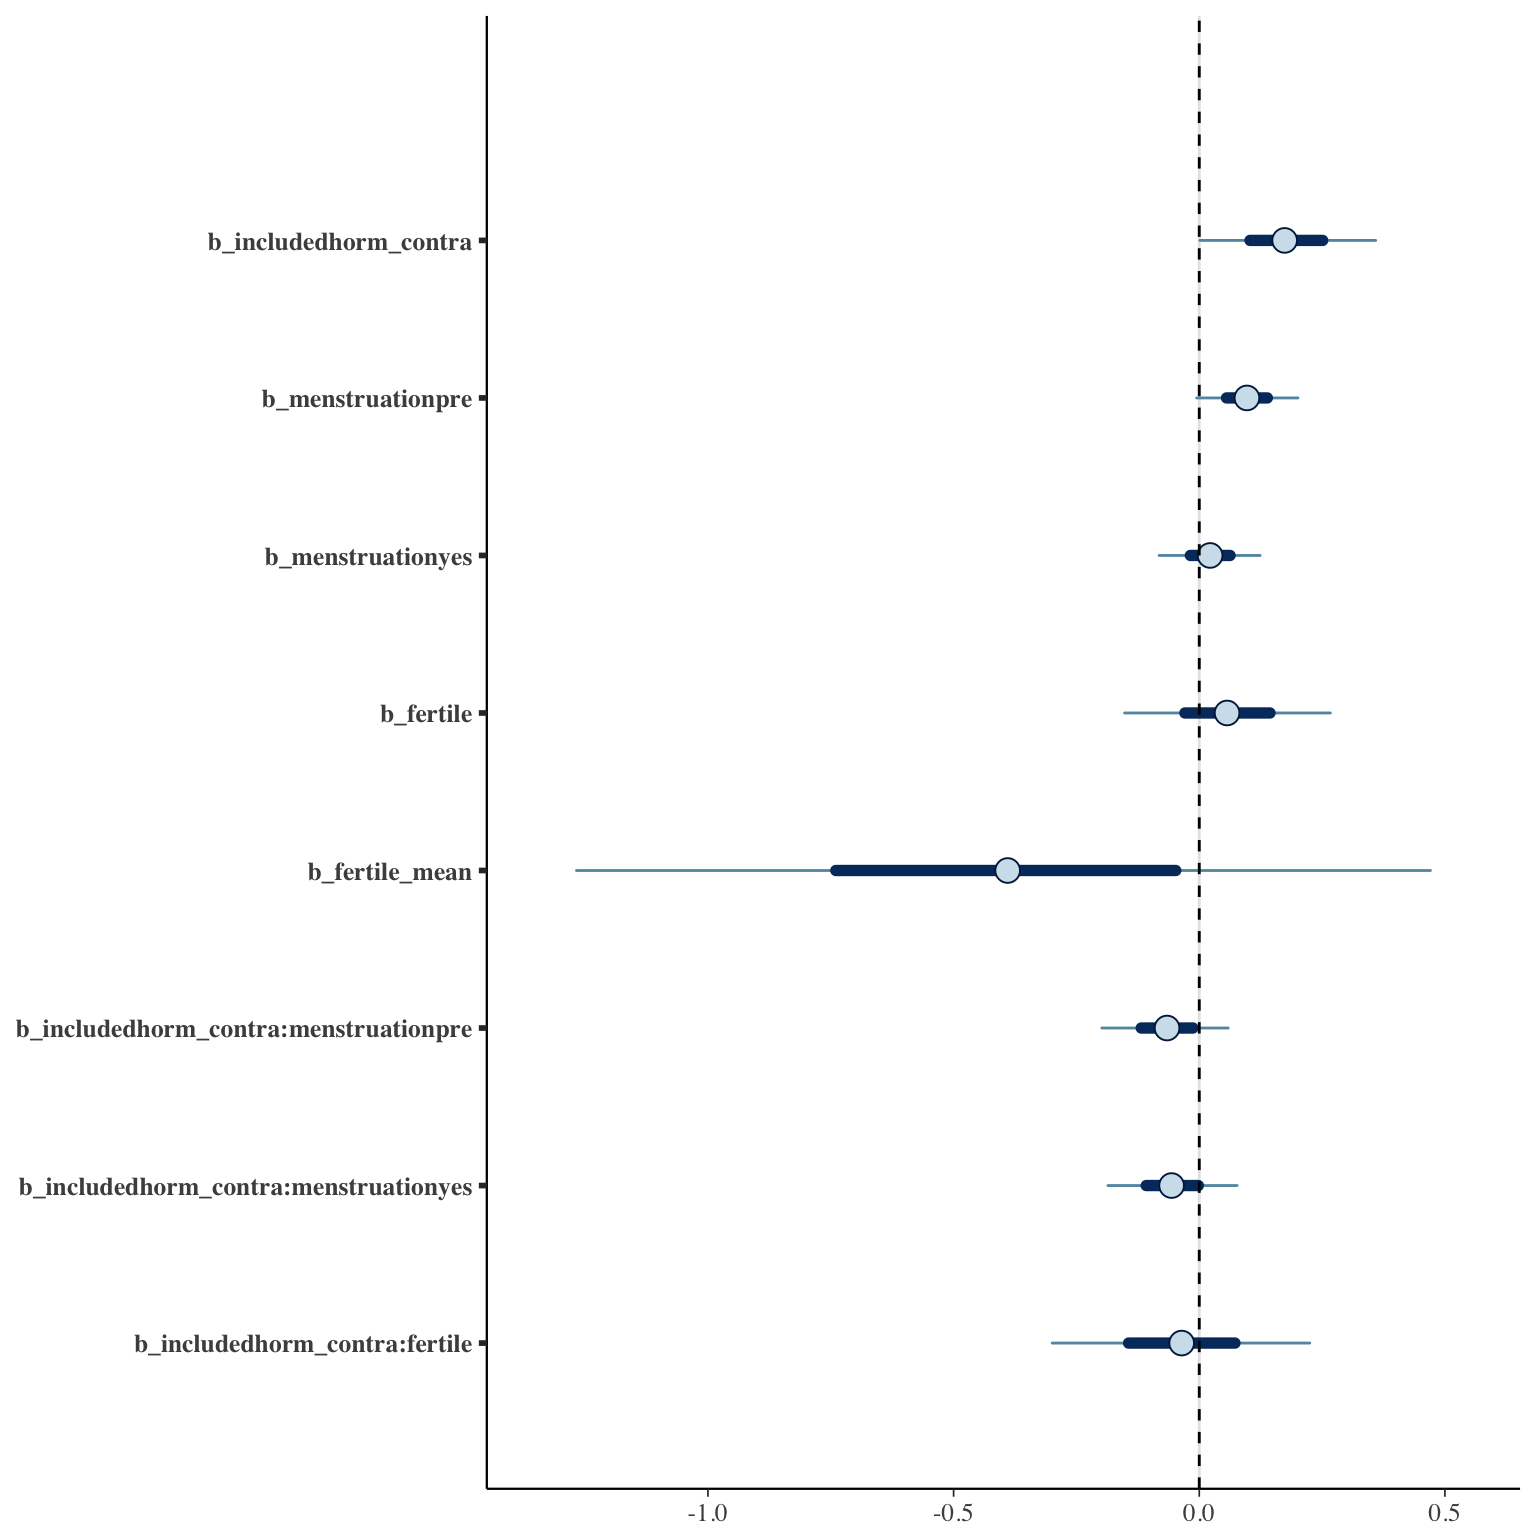 b_includedhorm_contra
b_menstruationpre
b_menstruationyes
b_fertile
b_fertile_mean
b_includedhorm_contra:menstruationpre
b_includedhorm_contra:menstruationyes
b_includedhorm_contra:fertile
-1.0 -0.5 0.0 0.5